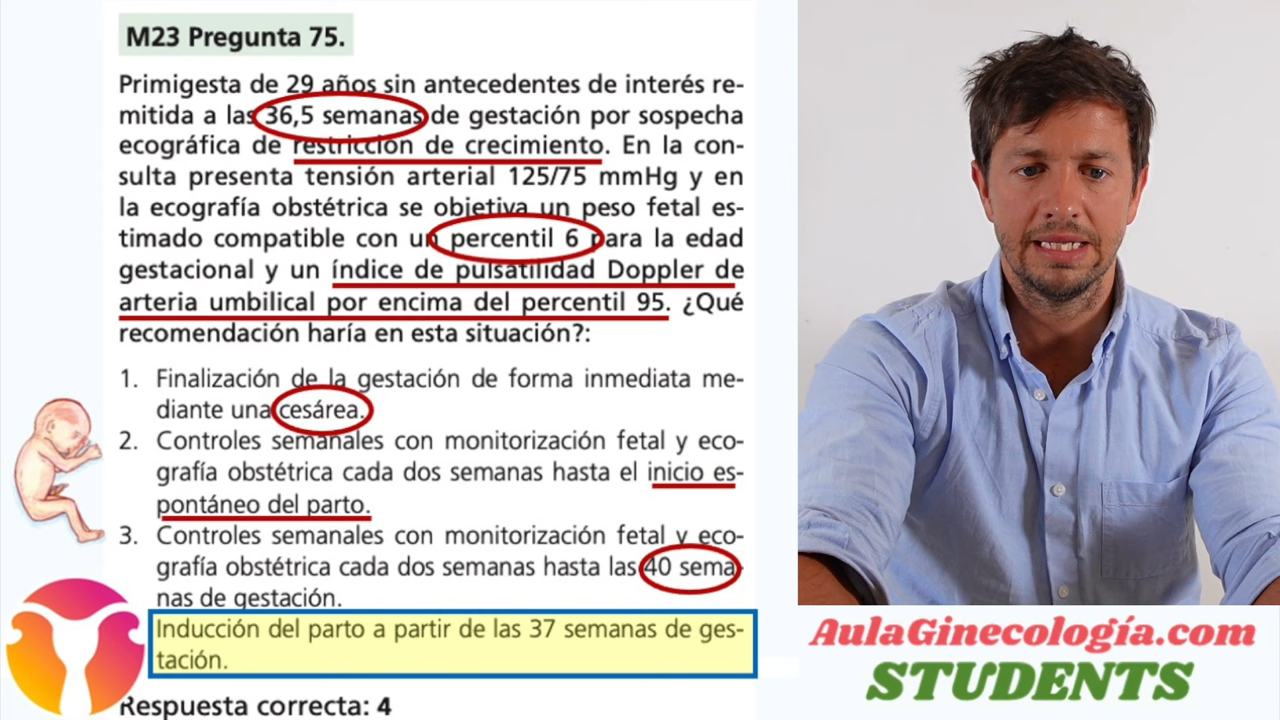 M23 Pregunta 75.
Primigesta de 29 años sin antecedentes de interés re-
mitida a las 36,5 semanas de gestación por sospecha
ecográfica de restricción de crecimiento. En la con-
sulta presenta tensión arterial 125/75 mmHg y en
la ecografía obstétrica se objetiva un peso fetal es-
timado compatible con un percentil 6 para la edad
gestacional y un índice de pulsatilidad Doppler de
arteria umbilical por encima del percentil 95. ¿Qué
recomendación haría en esta situación?:
1. Finalización de la gestación de forma inmediata me-
diante una cesárea.
2. Controles semanales con monitorización fetal y eco-
grafía obstétrica cada dos semanas hasta el inicio es-
pontáneo del parto.
3. Controles semanales con monitorización fetal y eco-
grafía obstétrica cada dos semanas hasta las 40 sema-
nas de gestación.
Inducción del parto a partir de las 37 semanas de ges-
tación.
Respuesta correcta: 4
AulaGinecología.com
STUDENTS